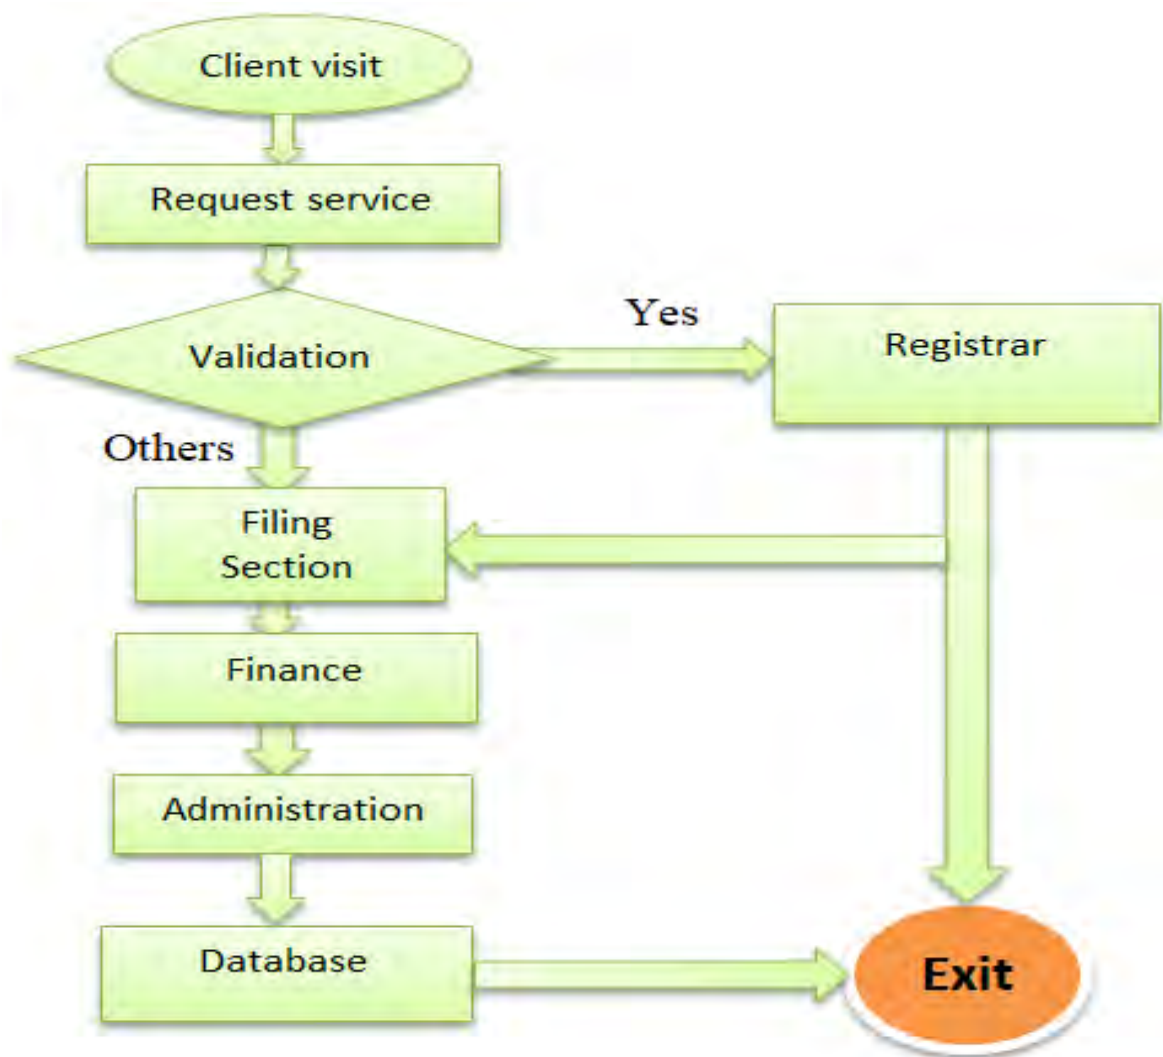 Client visit
Request service
Validation
Yes
Registrar
Others
Filing
Section
Finance
Administration
Database
Exit